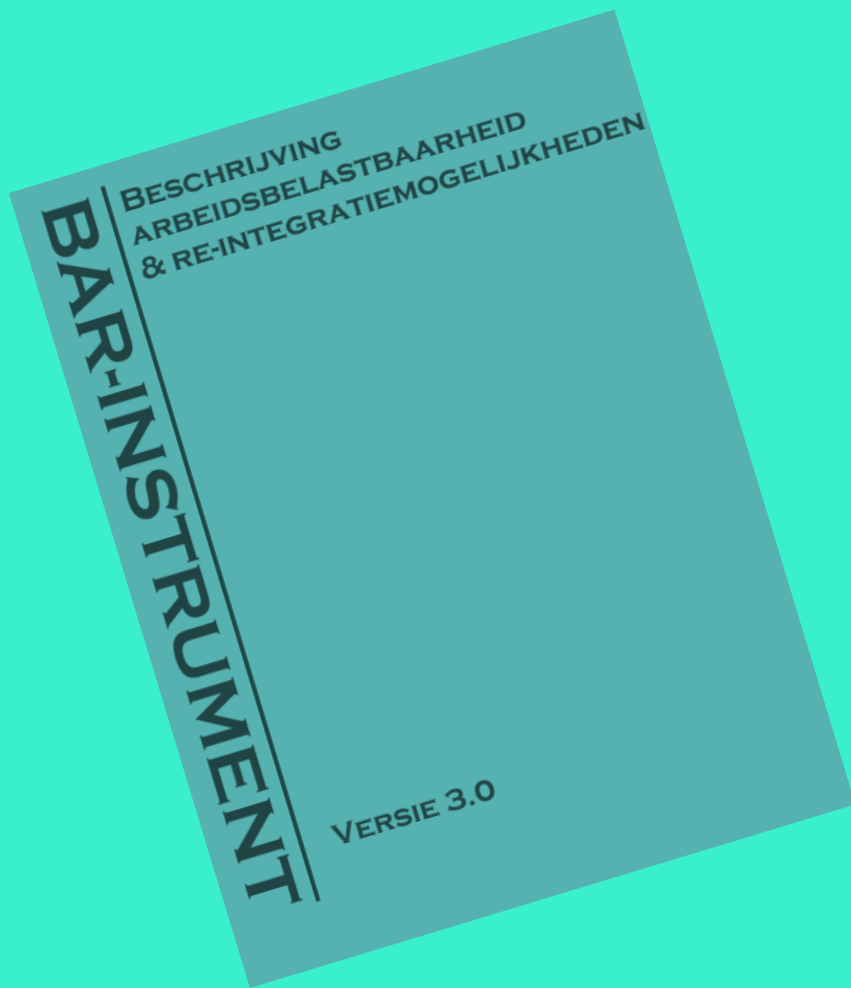 BESCHRIJVING
ARBEIDSBELASTBAARHEID
& RE-INTEGRATIEMOGELIJKHEDEN
BAR-INSTRUMENT
VERSIE 3.0